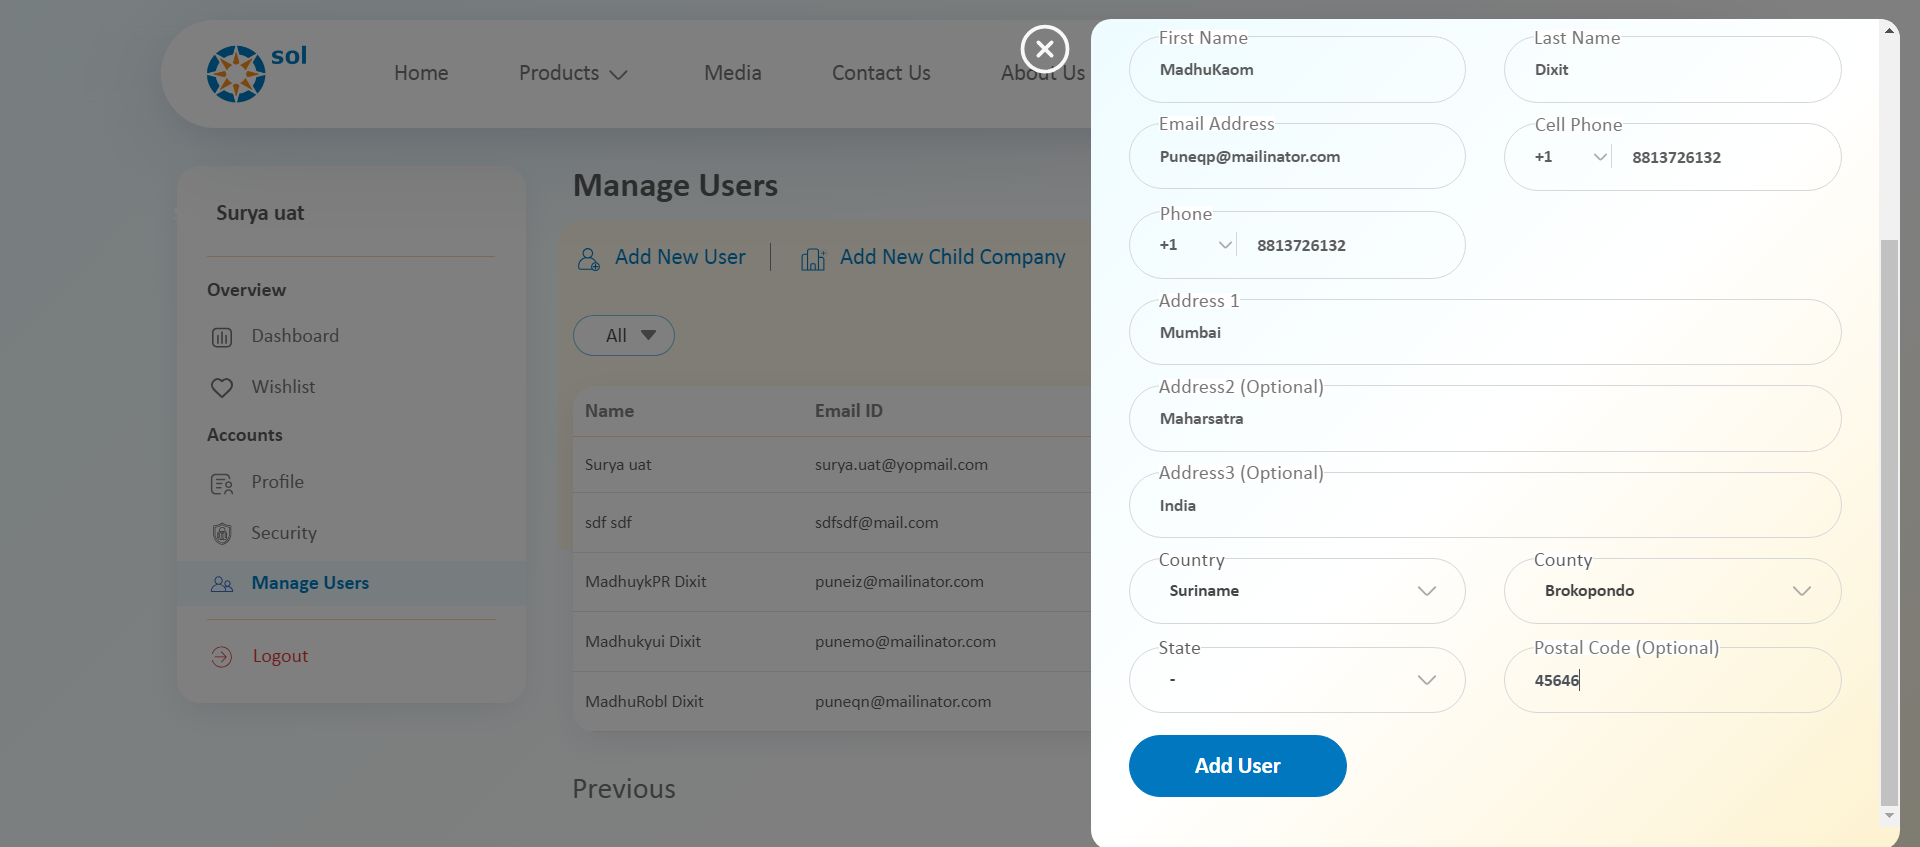 sol
Home
Products
Media
Contact Us
About Us
Surya uat
Overview
Dashboard
Wishlist
Accounts
Profile
Security
Manage Users
Logout
Manage Users
Add New User
Add New Child Company
All
Name Email ID
Surya uat surya.uat@yopmail.com
sdf sdf sdfsdf@mail.com
MadhuykPR Dixit puneiz@mailinator.com
Madhukyui Dixit punemo@mailinator.com
MadhuRobl Dixit puneqn@mailinator.com
Previous
First Name
MadhuKaom
Last Name
Dixit
Email Address
Puneqp@mailinator.com
Cell Phone
+1 8813726132
Phone
+1 8813726132
Address 1
Mumbai
Address2 (Optional)
Maharsatra
Address3 (Optional)
India
Country
Suriname
County
Brokopondo
State
-
Postal Code (Optional)
45646
Add User